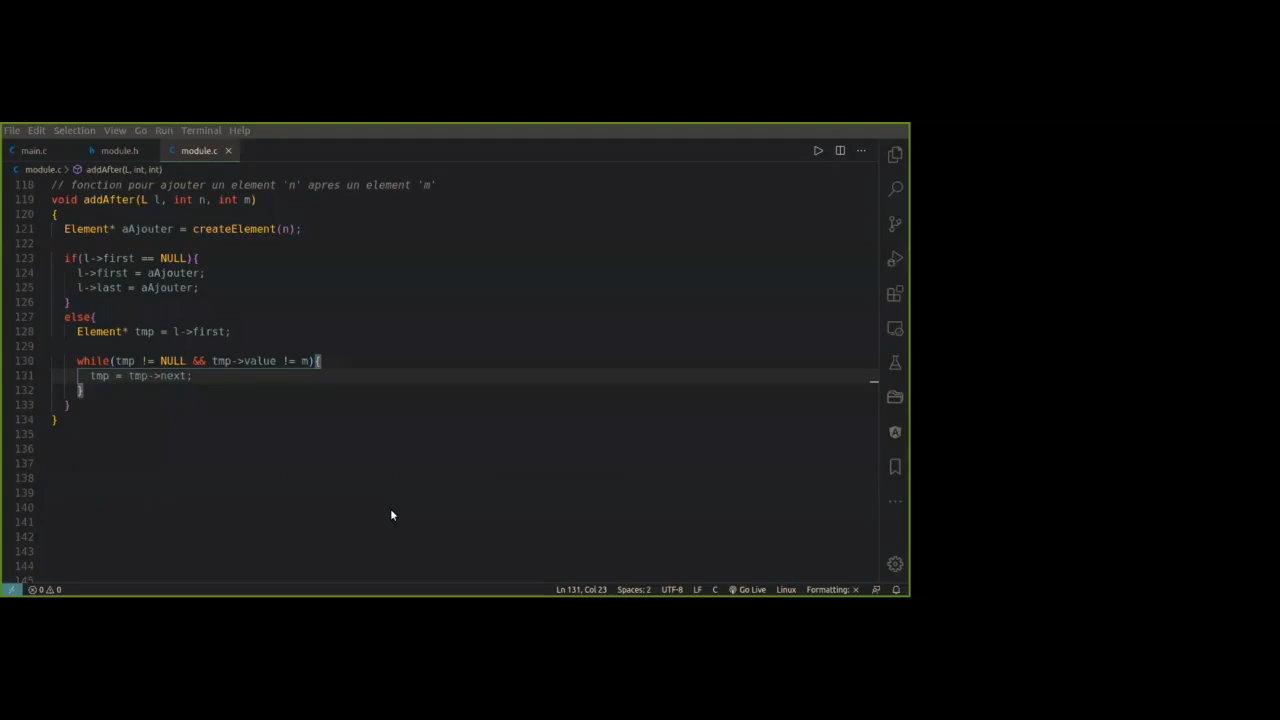 File Edit Selection View Go Run Terminal Help
C main.c h module.h C module.c
C module.c > addAfter(L, int, int)
118 // fonction pour ajouter un element 'n' apres un element 'm'
119 void addAfter(L l, int n, int m)
120 {
121 Element* aAjouter = createElement(n);
122
123 if(l->first == NULL){
124 l->first = aAjouter;
125 l->last = aAjouter;
126 }
127 else{
128 Element* tmp = l->first;
129
130 while(tmp != NULL && tmp->value != m){
131 tmp = tmp->next;
132 }
133 }
134 }
135
136
137
138
139
140
141
142
143
144
145
0 0 Ln 131, Col 23 Spaces: 2 UTF-8 LF C Go Live Linux Formatting: ×